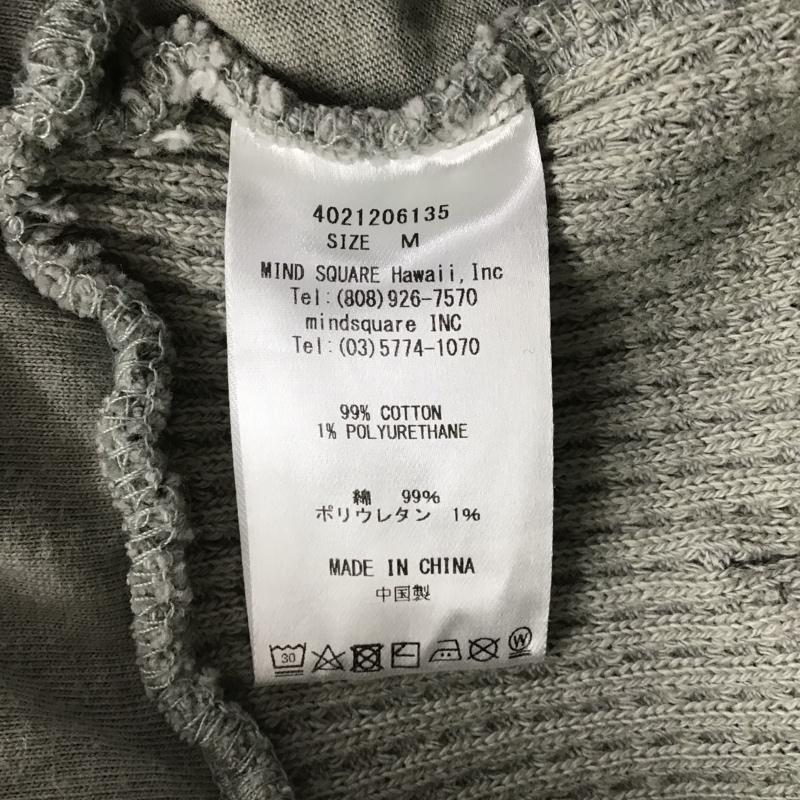 4021206135
SIZE M
MIND SQUARE Hawaii, Inc
Tel:(808)926-7570
mindsquare INC
Tel:(03)5774-1070
99% COTTON
1% POLYURETHANE
綿 99%
ポリウレタン 1%
MADE IN CHINA
中国製
30 W